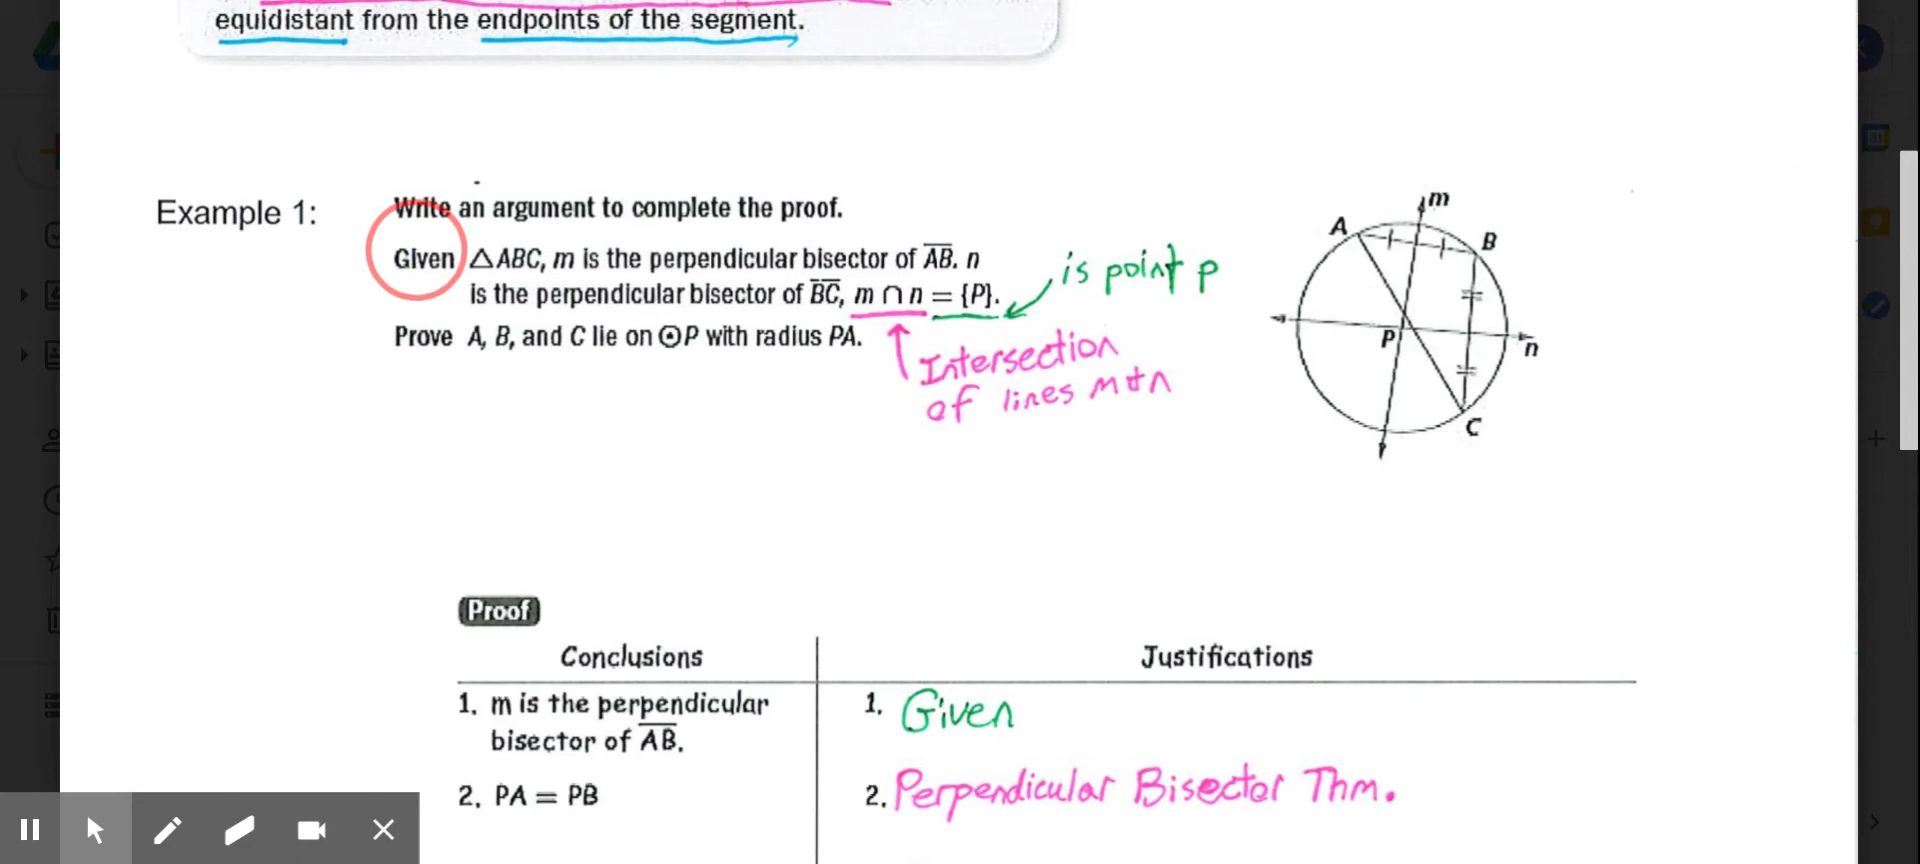 equidistant from the endpoints of the segment.
Example 1:
Write an argument to complete the proof.
Given △ABC, m is the perpendicular bisector of A̅B̅. n
is the perpendicular bisector of B̅C̅, m ∩ n = {P}.
is point p
Prove A, B, and C lie on ⊙P with radius PA.
Intersection
of lines m + n
m
A
B
P
n
C
Proof
Conclusions
Justifications
1. m is the perpendicular
bisector of A̅B̅.
1. Given
2. PA = PB
2. Perpendicular Bisector Thm.
31